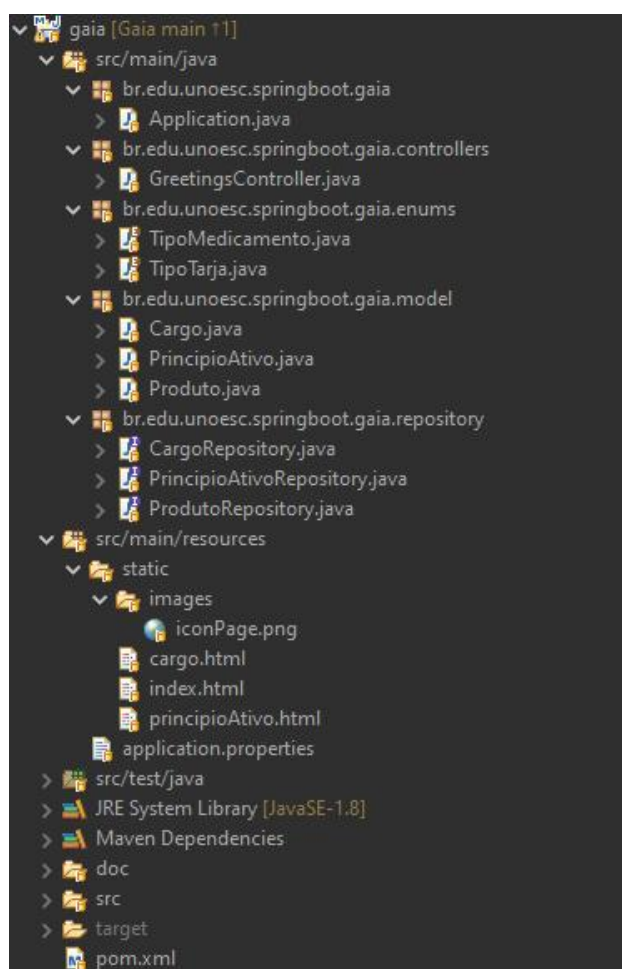 gaia [Gaia main ↑1]
src/main/java
br.edu.unoesc.springboot.gaia
Application.java
br.edu.unoesc.springboot.gaia.controllers
GreetingsController.java
br.edu.unoesc.springboot.gaia.enums
TipoMedicamento.java
TipoTarja.java
br.edu.unoesc.springboot.gaia.model
Cargo.java
PrincipioAtivo.java
Produto.java
br.edu.unoesc.springboot.gaia.repository
CargoRepository.java
PrincipioAtivoRepository.java
ProdutoRepository.java
src/main/resources
static
images
iconPage.png
cargo.html
index.html
principioAtivo.html
application.properties
src/test/java
JRE System Library [JavaSE-1.8]
Maven Dependencies
doc
src
target
pom.xml